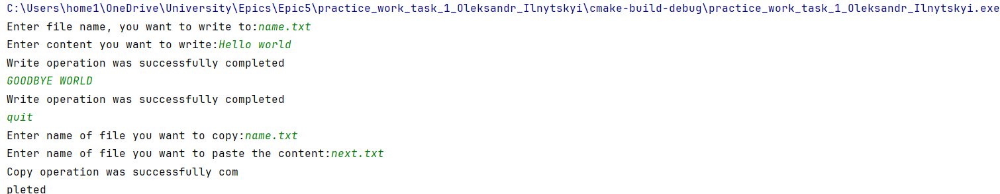 C:\Users\home1\OneDrive\University\Epics\Epic5\practice_work_task_1_Oleksandr_Ilnytskyi\cmake-build-debug\practice_work_task_1_Oleksandr_Ilnytskyi.exe
Enter file name, you want to write to:name.txt
Enter content you want to write:Hello world
Write operation was successfully completed
GOODBYE WORLD
Write operation was successfully completed
quit
Enter name of file you want to copy:name.txt
Enter name of file you want to paste the content:next.txt
Copy operation was successfully com
pleted